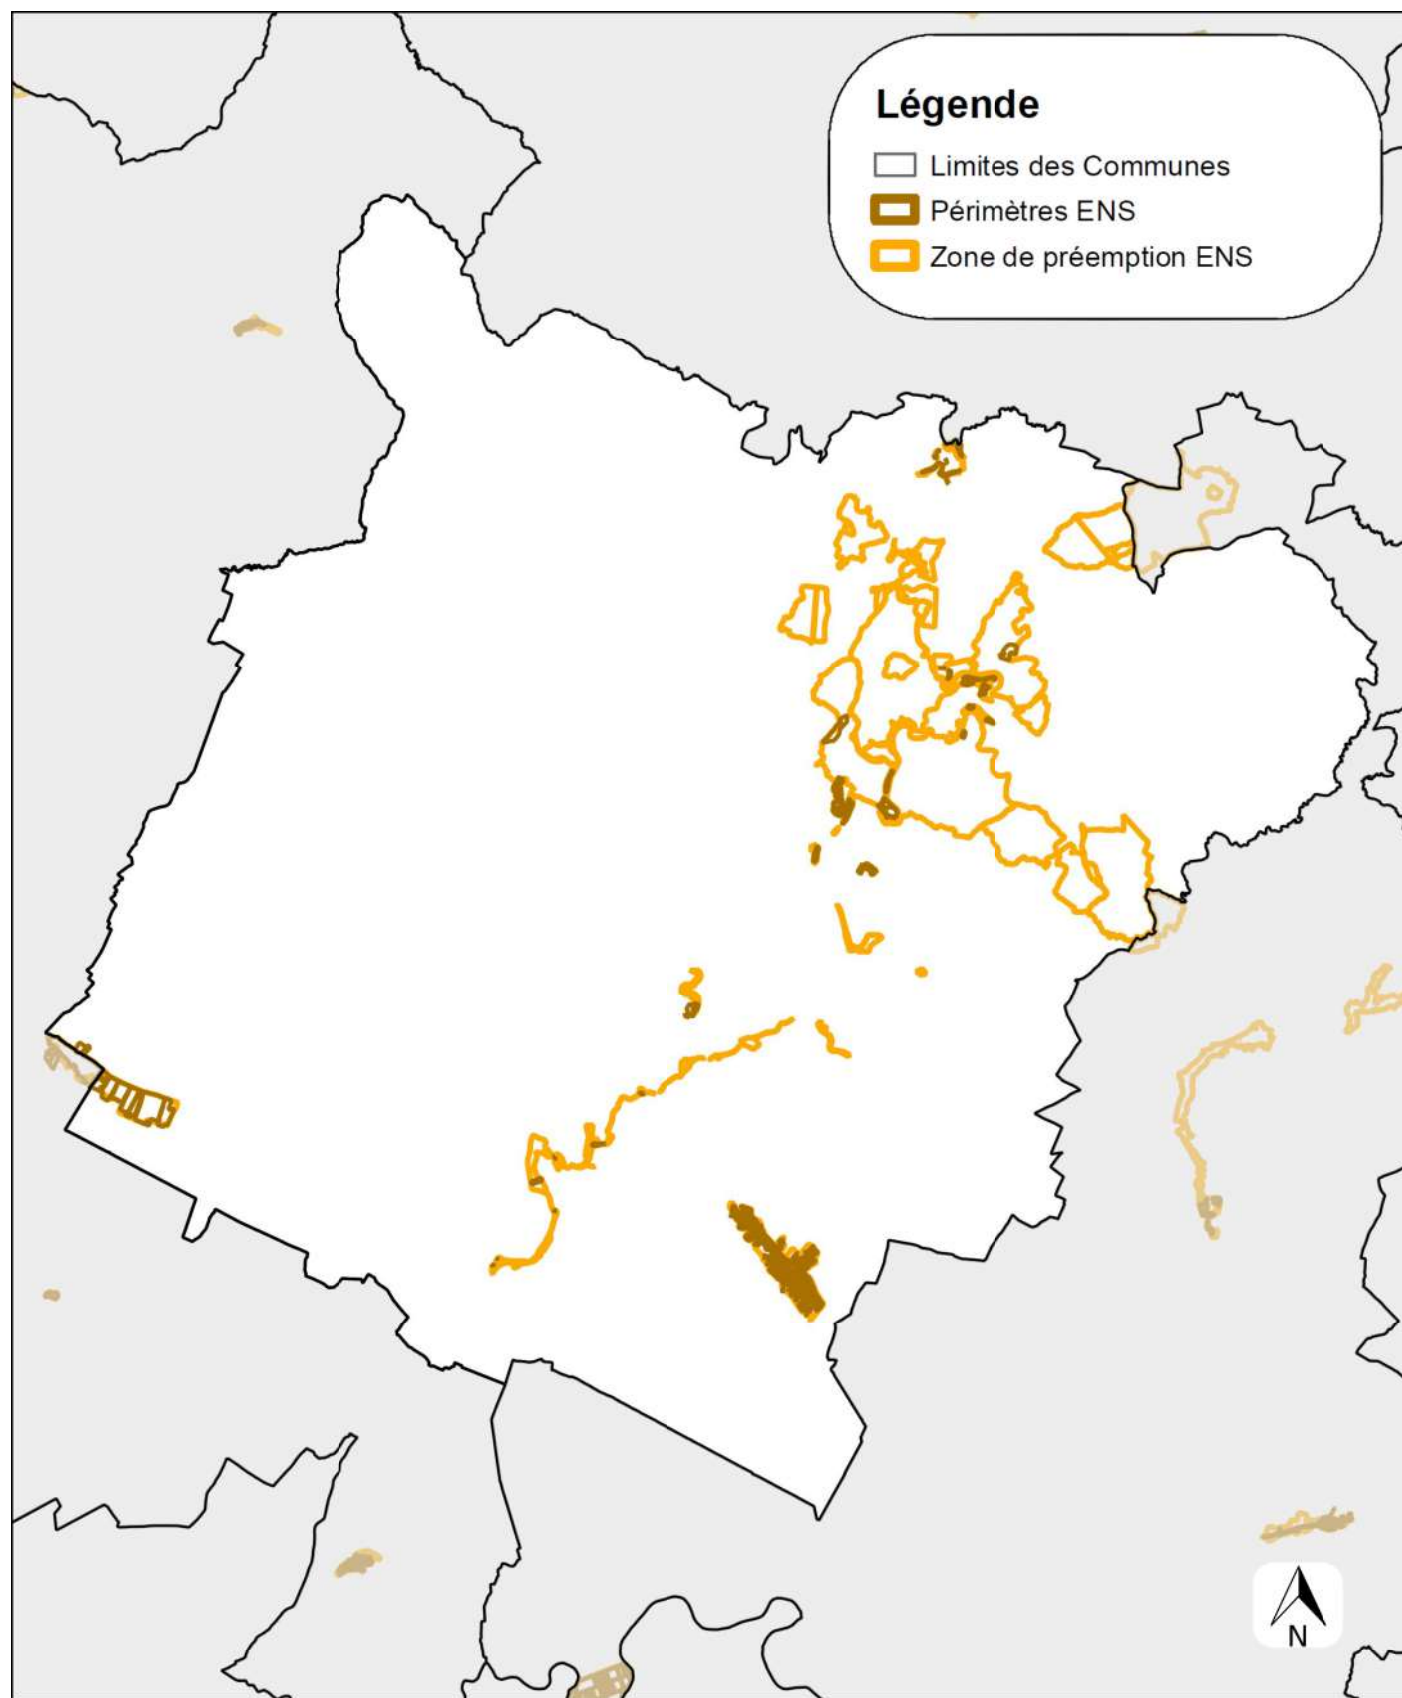 Légende
Limites des Communes
Périmètres ENS
Zone de préemption ENS
N